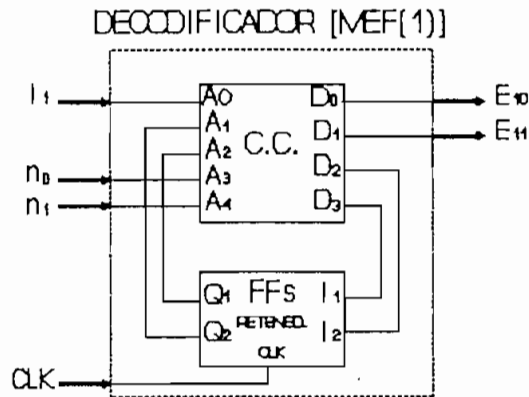 DECODIFICADOR [MEF(1)]
I1 A0 D0 E10
A1 D1 E11
C.C.
A2 D2
n0 A3
n1 A4 D3
Q1 FFs I1
Q2 RETENED. I2
CLK
CLK